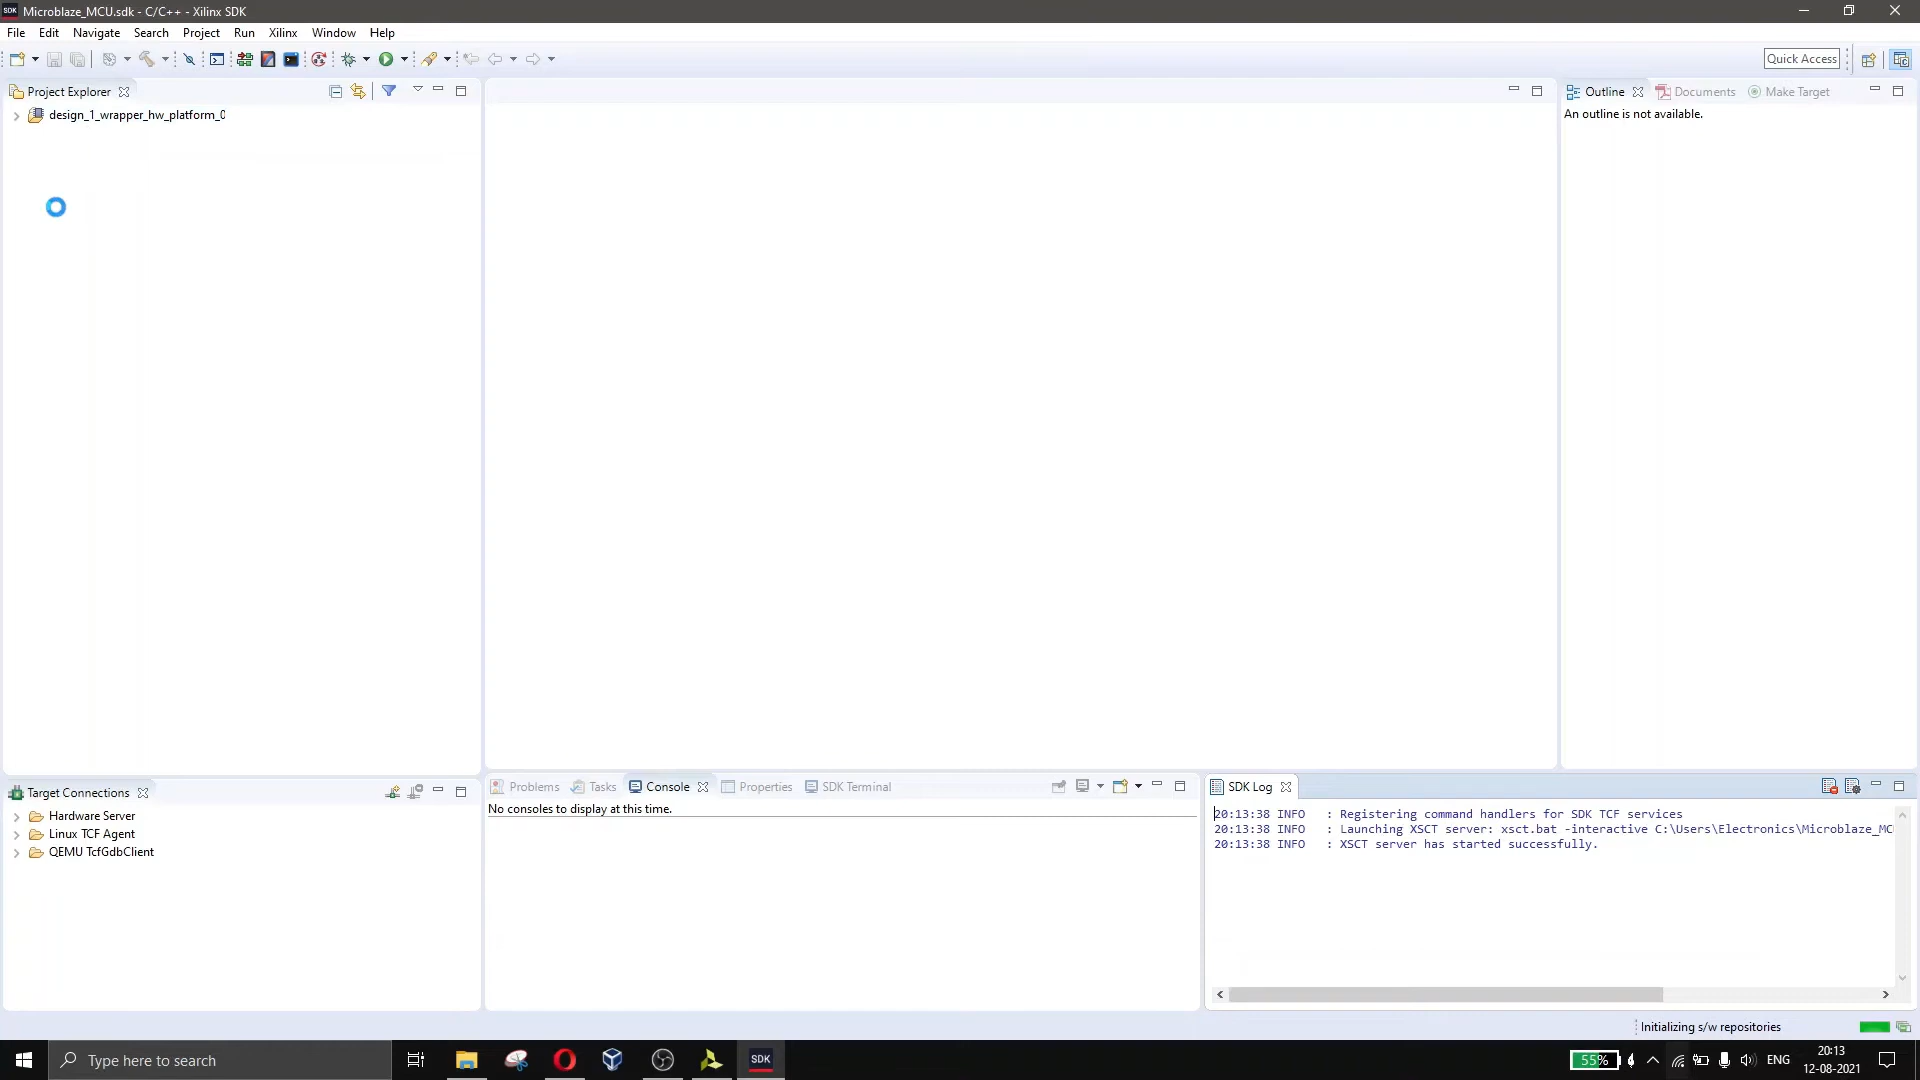 SDK Microblaze_MCU.sdk - C/C++ - Xilinx SDK
File Edit Navigate Search Project Run Xilinx Window Help
Quick Access
Project Explorer
design_1_wrapper_hw_platform_0
Outline Documents Make Target
An outline is not available.
Target Connections
Hardware Server
Linux TCF Agent
QEMU TcfGdbClient
Problems Tasks Console Properties SDK Terminal
No consoles to display at this time.
SDK Log
20:13:38 INFO : Registering command handlers for SDK TCF services
20:13:38 INFO : Launching XSCT server: xsct.bat -interactive C:\Users\Electronics\Microblaze_MC
20:13:38 INFO : XSCT server has started successfully.
Initializing s/w repositories
Type here to search
SDK
55%
ENG
20:13
12-08-2021